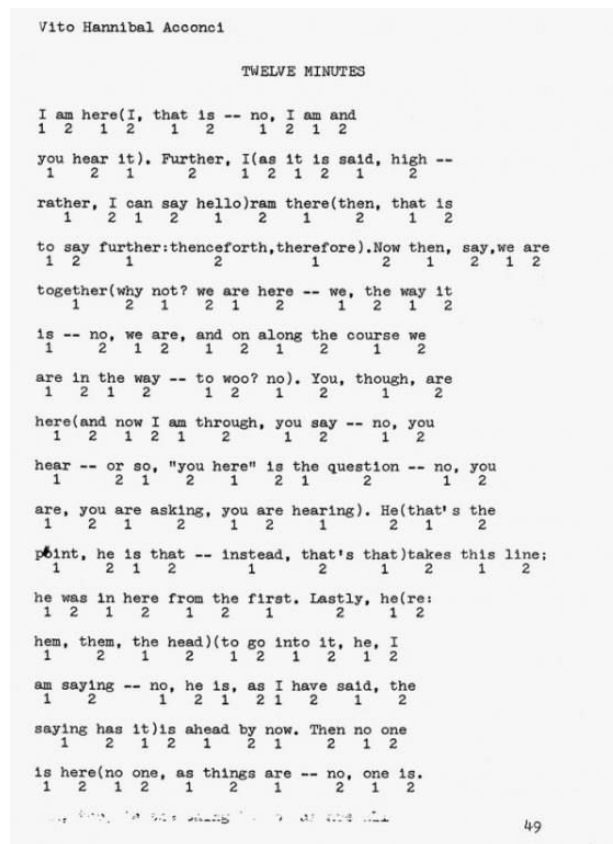 Vito Hannibal Acconci
TWELVE MINUTES
I am here(I, that is -- no, I am and
1 2 1 2 1 2 1 2 1 2
you hear it). Further, I(as it is said, high --
1 2 1 2 1 2 1 2 1 2
rather, I can say hello)ram there(then, that is
1 2 1 2 1 2 1 2 1 2
to say further:thenceforth,therefore).Now then, say,we are
1 2 1 2 1 2 1 2 1 2
together(why not? we are here -- we, the way it
1 2 1 2 1 2 1 2 1 2
is -- no, we are, and on along the course we
1 2 1 2 1 2 1 2 1 2
are in the way -- to woo? no). You, though, are
1 2 1 2 1 2 1 2 1 2
here(and now I am through, you say -- no, you
1 2 1 2 1 2 1 2 1 2
hear -- or so, "you here" is the question -- no, you
1 2 1 2 1 2 1 2 1 2
are, you are asking, you are hearing). He(that's the
1 2 1 2 1 2 1 2 1 2
point, he is that -- instead, that's that)takes this line;
1 2 1 2 1 2 1 2 1 2
he was in here from the first. Lastly, he(re:
1 2 1 2 1 2 1 2 1 2
hem, them, the head)(to go into it, he, I
1 2 1 2 1 2 1 2 1 2
am saying -- no, he is, as I have said, the
1 2 1 2 1 2 1 2 1 2
saying has it)is ahead by now. Then no one
1 2 1 2 1 2 1 2 1 2
is here(no one, as things are -- no, one is.
1 2 1 2 1 2 1 2 1 2
49